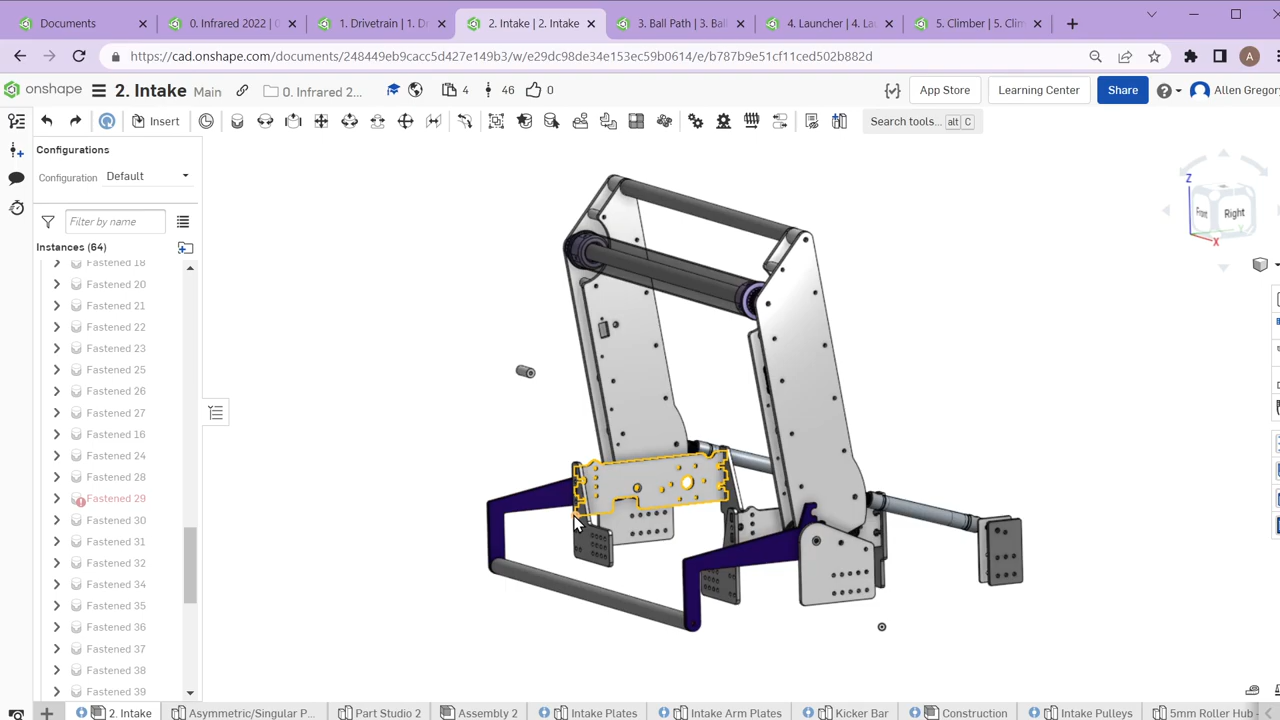 Documents
0. Infrared 2022 |
1. Drivetrain | 1. D
2. Intake | 2. Intake
3. Ball Path | 3. Ball
4. Launcher | 4. Lau
5. Climber | 5. Clim
https://cad.onshape.com/documents/248449eb9cacc5d427e149b3/w/e29dc98de34e153ec59b0614/e/b787b9e51cf11ced5816ddb8
A
onshape
2. Intake
Main
0. Infrared 2...
4
46
0
App Store
Learning Center
Share
Allen Gregory
Insert
Search tools...
alt
C
Configurations
Configuration
Default
Filter by name
Instances (64)
Fastened 18
Fastened 20
Fastened 21
Fastened 22
Fastened 23
Fastened 25
Fastened 26
Fastened 27
Fastened 16
Fastened 24
Fastened 28
Fastened 29
Fastened 30
Fastened 31
Fastened 32
Fastened 34
Fastened 35
Fastened 36
Fastened 37
Fastened 38
Fastened 39
Z
Front
Right
X
2. Intake
Asymmetric/Singular P...
Part Studio 2
Assembly 2
Intake Plates
Intake Arm Plates
Kicker Bar
Construction
Intake Pulleys
5mm Roller Hub